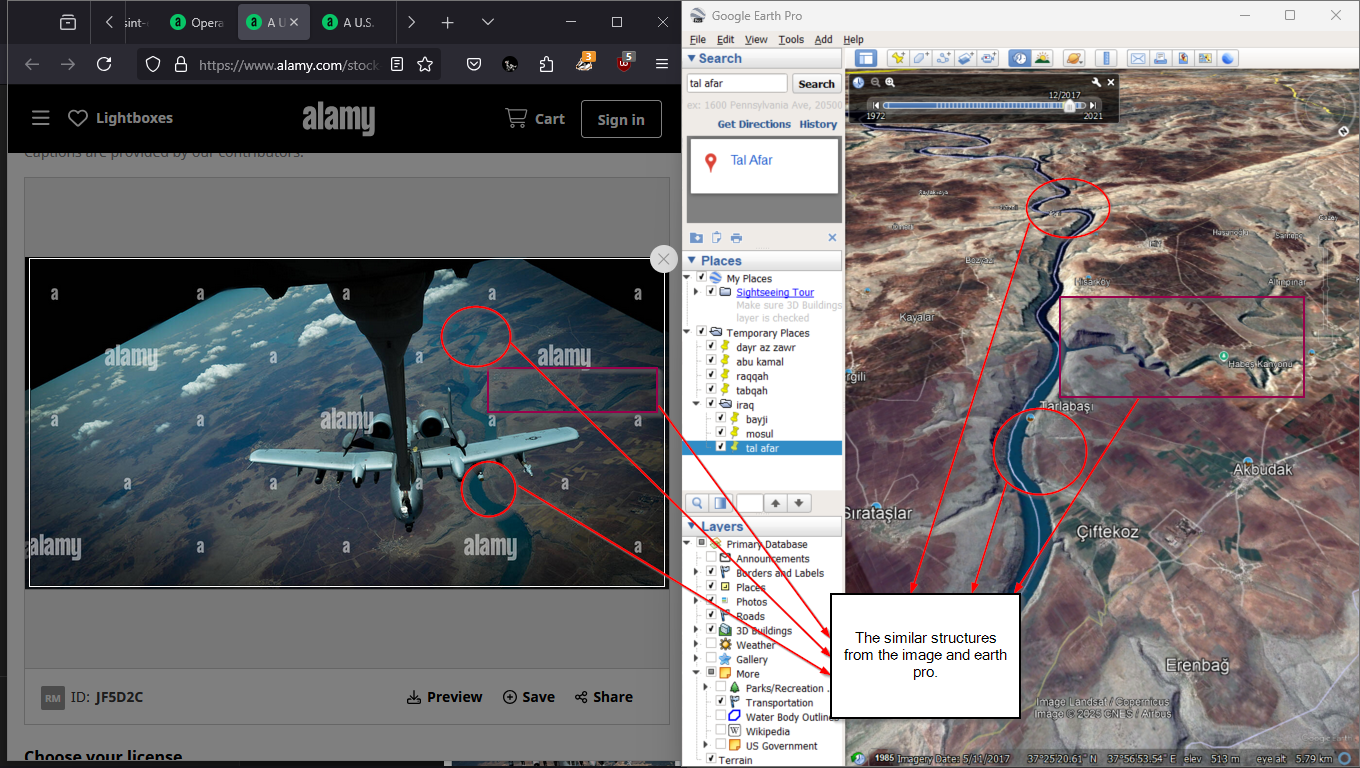 Opera
A U
A U.S.
https://www.alamy.com/stock
3
5
Lightboxes
alamy
Cart
Sign in
Captions are provided by our contributors.
a
a
a
a
a
alamy
a
a
alamy
a
a
alamy
a
a
a
a
a
alamy
a
a
alamy
a
RM
ID: JF5D2C
Preview
Save
Share
Choose your license
Google Earth Pro
File Edit View Tools Add Help
Search
tal afar
Search
ex: 1600 Pennsylvania Ave, 20500
Get Directions History
Tal Afar
Places
My Places
Sightseeing Tour
Make sure 3D Buildings
layer is checked
Temporary Places
dayr az zawr
abu kamal
raqqah
tabqah
iraq
bayji
mosul
tal afar
Layers
Primary Database
Announcements
Borders and Labels
Places
Photos
Roads
3D Buildings
Weather
Gallery
More
Parks/Recreation
Transportation
Water Body Outlines
Wikipedia
US Government
Terrain
12/2017
1972
2021
Kayalar
Nisarköy
Altınpınar
Habeş Kanyonu
Tarlabaşı
Akbudak
Sırataşlar
Çiftekoz
Erenbağ
The similar structures
from the image and earth
pro.
Image Landsat / Copernicus
Image © 2025 CNES / Airbus
Google earth
1985 Imagery Date: 5/11/2017 37°25'20.61" N 37°56'53.54" E elev 513 m eye alt 5.79 km